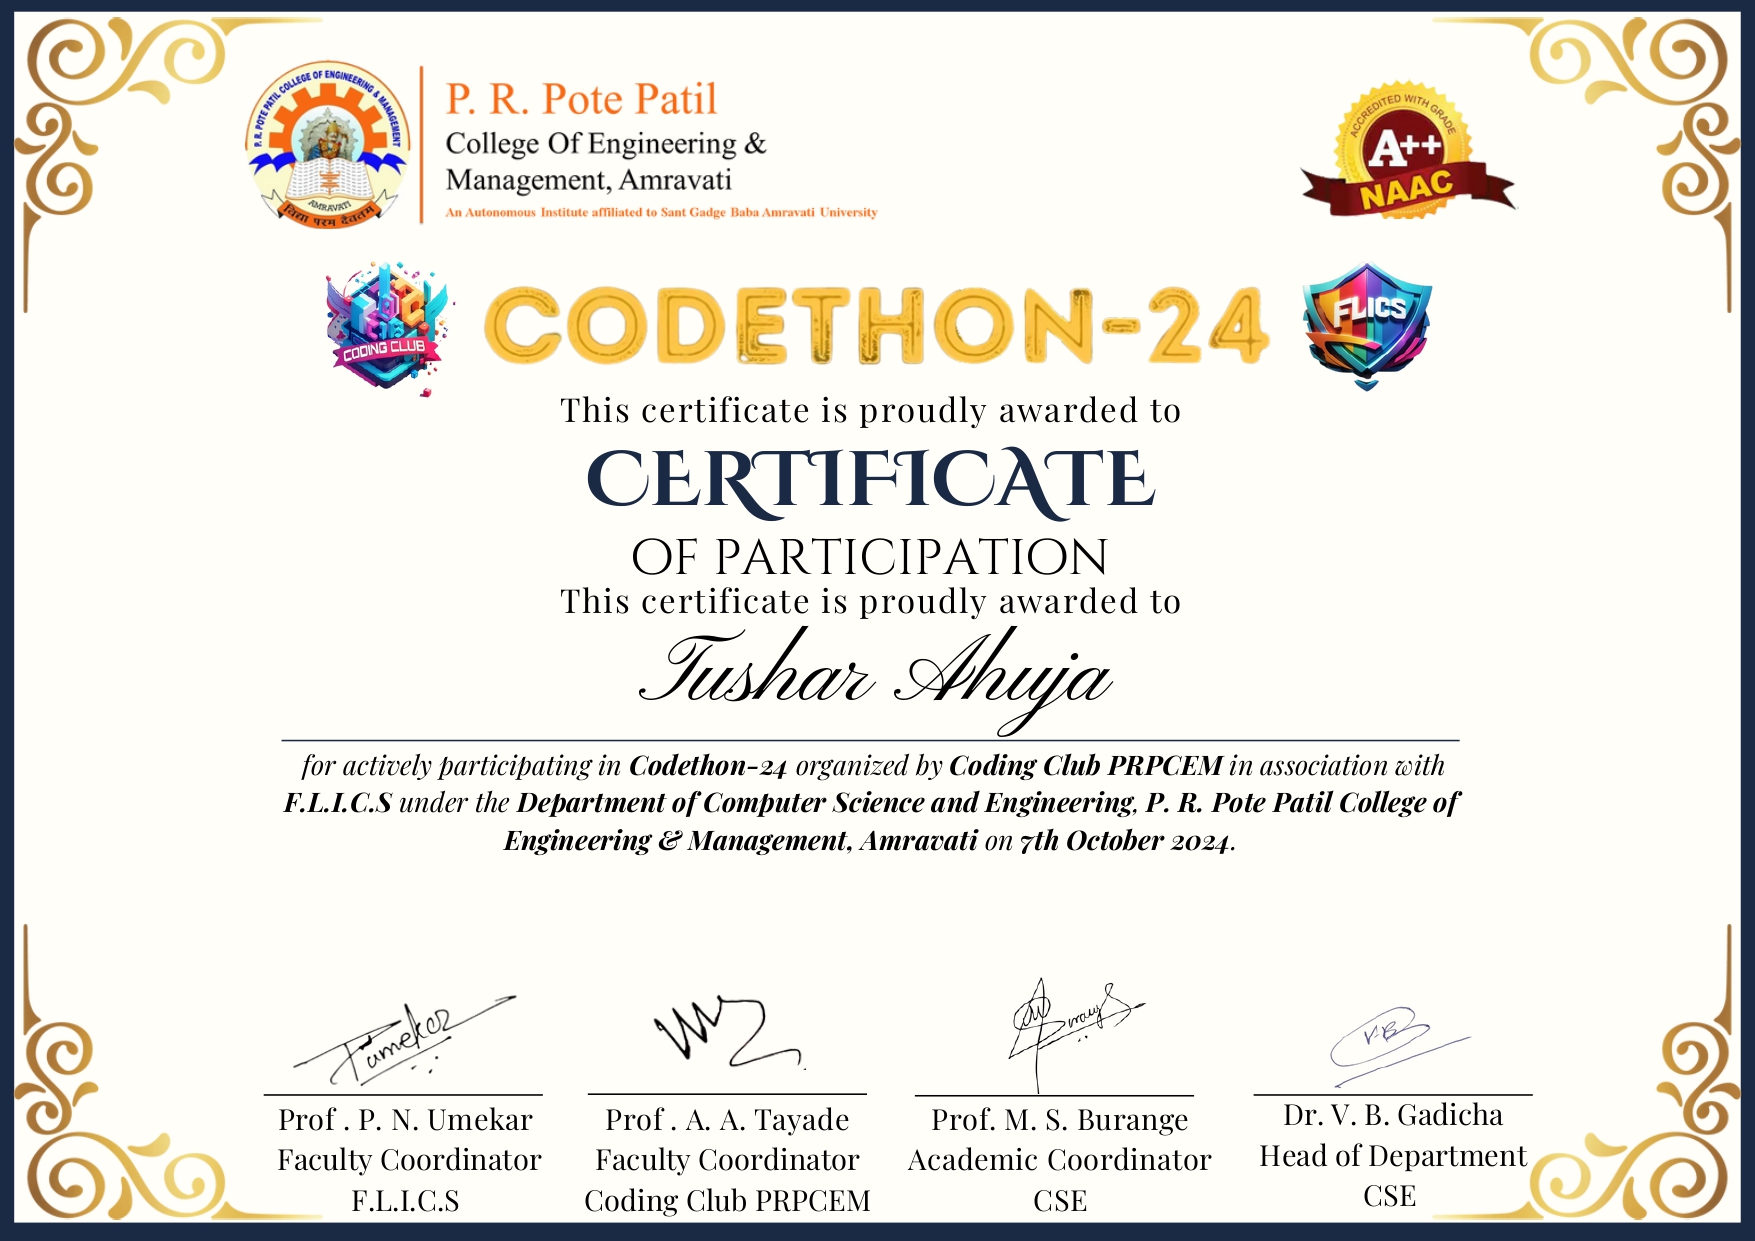 P. R. POTE PATIL COLLEGE OF ENGINEERING & MANAGEMENT
AMRAVATI
विद्या परम दैवतम्
P. R. Pote Patil
College Of Engineering &
Management, Amravati
An Autonomous Institute affiliated to Sant Gadge Baba Amravati University
ACCREDITED WITH GRADE
A++
NAAC
CODING CLUB
CODETHON-24
FLICS
This certificate is proudly awarded to
CERTIFICATE
OF PARTICIPATION
This certificate is proudly awarded to
Tushar Ahuja
for actively participating in Codethon-24 organized by Coding Club PRPCEM in association with
F.L.I.C.S under the Department of Computer Science and Engineering, P. R. Pote Patil College of
Engineering & Management, Amravati on 7th October 2024.
Prof . P. N. Umekar
Faculty Coordinator
F.L.I.C.S
Prof . A. A. Tayade
Faculty Coordinator
Coding Club PRPCEM
Prof. M. S. Burange
Academic Coordinator
CSE
Dr. V. B. Gadicha
Head of Department
CSE